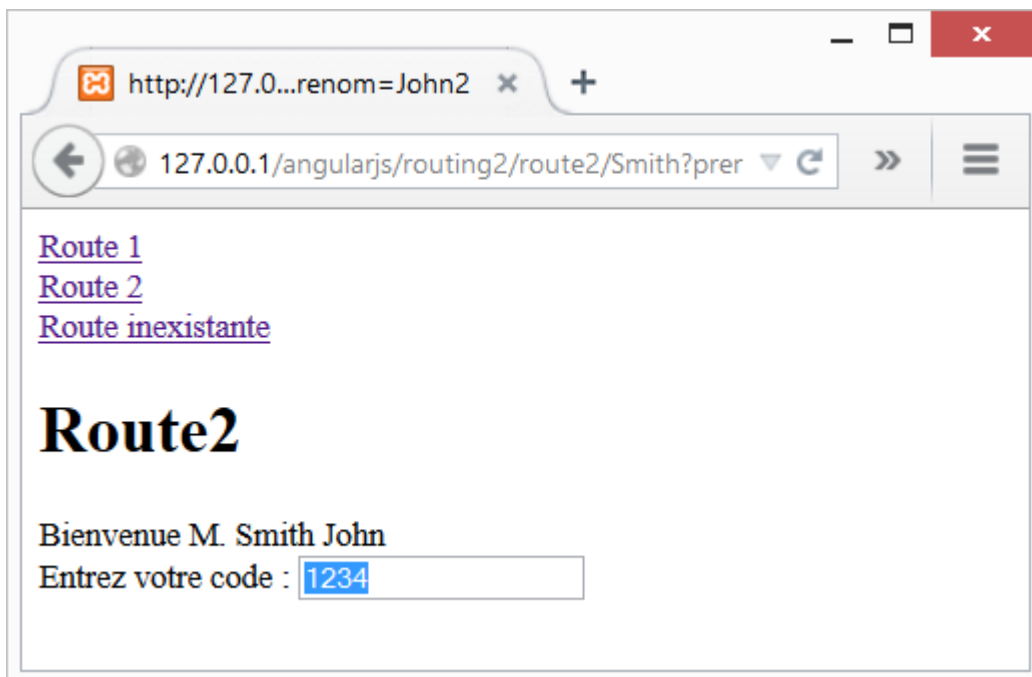 http://127.0...renom=John2
127.0.0.1/angularjs/routing2/route2/Smith?prer
Route 1
Route 2
Route inexistante
Route2
Bienvenue M. Smith John
Entrez votre code : 1234